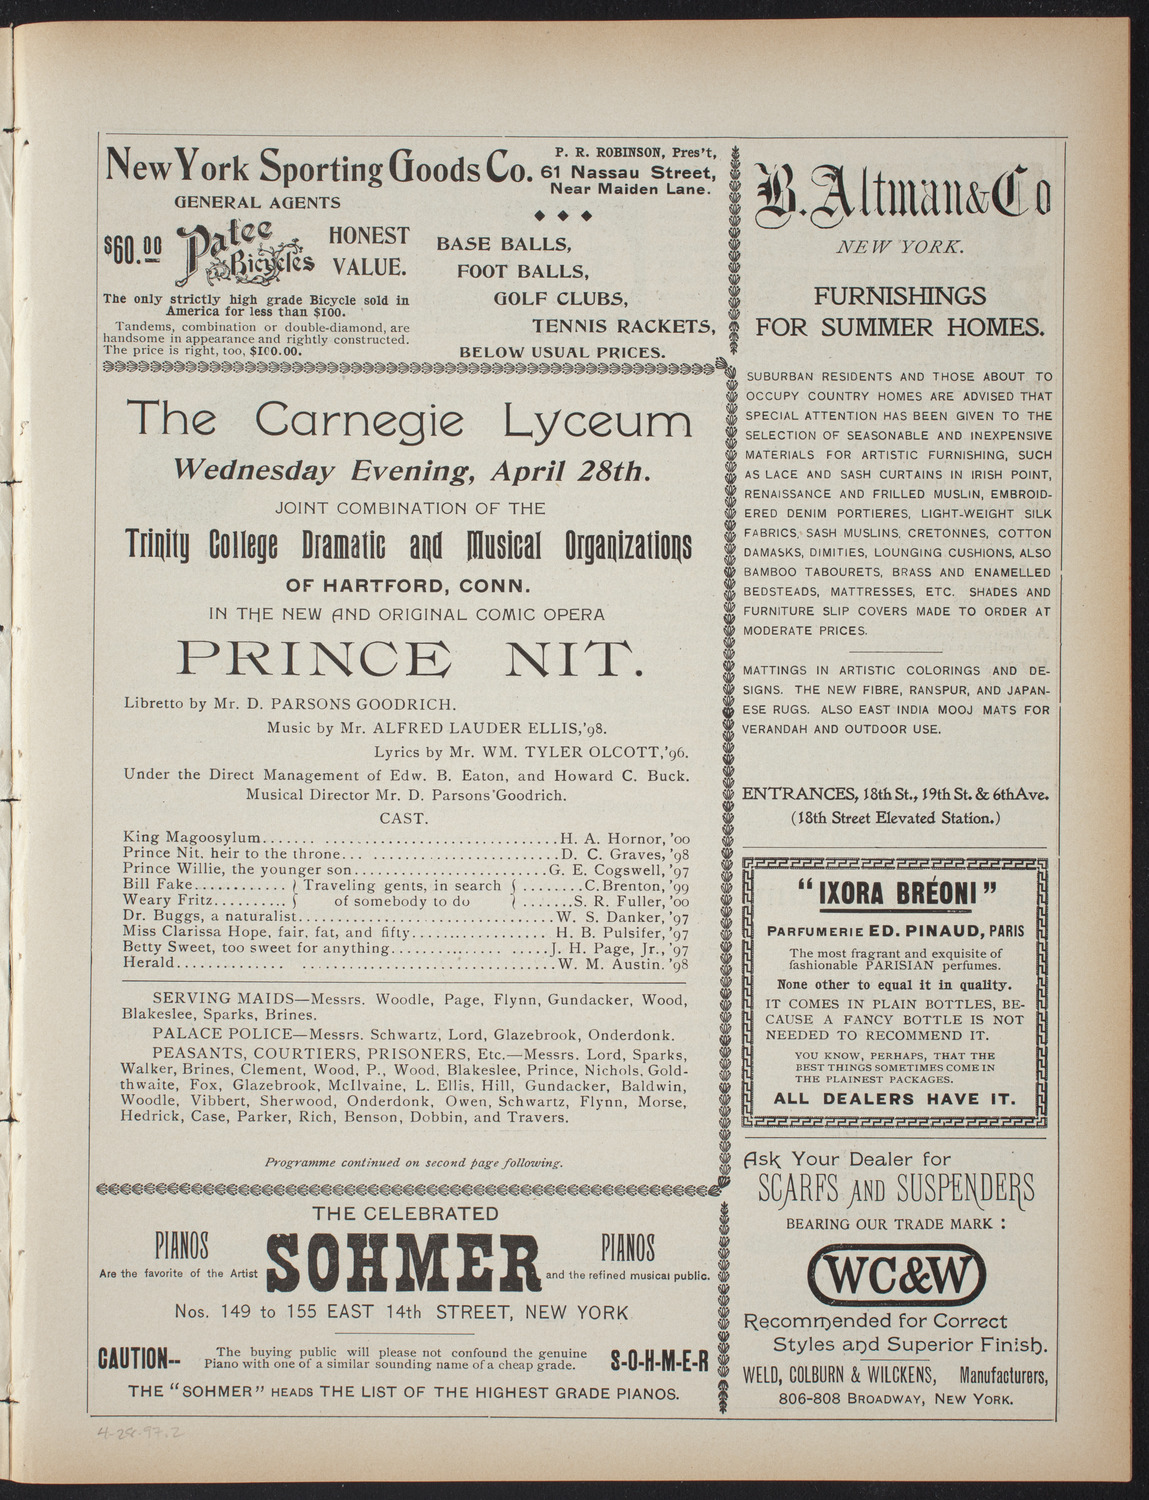 New York Sporting Goods Co.
P. R. ROBINSON, Pres't,
61 Nassau Street,
Near Maiden Lane.
GENERAL AGENTS
$60.00 Patee Bicycles
HONEST
VALUE.
The only strictly high grade Bicycle sold in
America for less than $100.
Tandems, combination or double-diamond, are
handsome in appearance and rightly constructed.
The price is right, too, $100.00.
BASE BALLS,
FOOT BALLS,
GOLF CLUBS,
TENNIS RACKETS,
BELOW USUAL PRICES.
The Carnegie Lyceum
Wednesday Evening, April 28th.
JOINT COMBINATION OF THE
Trinity College Dramatic and Musical Organizations
OF HARTFORD, CONN.
IN THE NEW AND ORIGINAL COMIC OPERA
PRINCE NIT.
Libretto by Mr. D. PARSONS GOODRICH.
Music by Mr. ALFRED LAUDER ELLIS,'98.
Lyrics by Mr. WM. TYLER OLCOTT,'96.
Under the Direct Management of Edw. B. Eaton, and Howard C. Buck.
Musical Director Mr. D. Parsons Goodrich.
CAST.
King Magoosylum........................................H. A. Hornor, '00
Prince Nit. heir to the throne............................D. C. Graves, '98
Prince Willie, the younger son........................G. E. Cogswell, '97
Bill Fake............ { Traveling gents, in search { ........C. Brenton, '99
Weary Fritz.......... { of somebody to do { .......S. R. Fuller, '00
Dr. Buggs, a naturalist................................W. S. Danker, '97
Miss Clarissa Hope, fair, fat, and fifty................. H. B. Pulsifer, '97
Betty Sweet, too sweet for anything...................J. H. Page, Jr., '97
Herald.............................................W. M. Austin. '98
SERVING MAIDS—Messrs. Woodle, Page, Flynn, Gundacker, Wood,
Blakeslee, Sparks, Brines.
PALACE POLICE—Messrs. Schwartz, Lord, Glazebrook, Onderdonk.
PEASANTS, COURTIERS, PRISONERS, Etc.—Messrs. Lord, Sparks,
Walker, Brines, Clement, Wood, P., Wood, Blakeslee, Prince, Nichols, Gold-
thwaite, Fox, Glazebrook, McIlvaine, L. Ellis, Hill, Gundacker, Baldwin,
Woodle, Vibbert, Sherwood, Onderdonk, Owen, Schwartz, Flynn, Morse,
Hedrick, Case, Parker, Rich, Benson, Dobbin, and Travers.
Programme continued on second page following.
THE CELEBRATED
PIANOS SOHMER PIANOS
Are the favorite of the Artist and the refined musical public.
Nos. 149 to 155 EAST 14th STREET, NEW YORK
CAUTION-- The buying public will please not confound the genuine S-O-H-M-E-R
Piano with one of a similar sounding name of a cheap grade.
THE "SOHMER" HEADS THE LIST OF THE HIGHEST GRADE PIANOS.
B. Altman & Co
NEW YORK.
FURNISHINGS
FOR SUMMER HOMES.
SUBURBAN RESIDENTS AND THOSE ABOUT TO
OCCUPY COUNTRY HOMES ARE ADVISED THAT
SPECIAL ATTENTION HAS BEEN GIVEN TO THE
SELECTION OF SEASONABLE AND INEXPENSIVE
MATERIALS FOR ARTISTIC FURNISHING, SUCH
AS LACE AND SASH CURTAINS IN IRISH POINT,
RENAISSANCE AND FRILLED MUSLIN, EMBROID-
ERED DENIM PORTIERES, LIGHT-WEIGHT SILK
FABRICS, SASH MUSLINS, CRETONNES, COTTON
DAMASKS, DIMITIES, LOUNGING CUSHIONS, ALSO
BAMBOO TABOURETS, BRASS AND ENAMELLED
BEDSTEADS, MATTRESSES, ETC. SHADES AND
FURNITURE SLIP COVERS MADE TO ORDER AT
MODERATE PRICES.
MATTINGS IN ARTISTIC COLORINGS AND DE-
SIGNS. THE NEW FIBRE, RANSPUR, AND JAPAN-
ESE RUGS. ALSO EAST INDIA MOOJ MATS FOR
VERANDAH AND OUTDOOR USE.
ENTRANCES, 18th St., 19th St. & 6th Ave.
(18th Street Elevated Station.)
"IXORA BRÉONI"
PARFUMERIE ED. PINAUD, PARIS
The most fragrant and exquisite of
fashionable PARISIAN perfumes.
None other to equal it in quality.
IT COMES IN PLAIN BOTTLES, BE-
CAUSE A FANCY BOTTLE IS NOT
NEEDED TO RECOMMEND IT.
YOU KNOW, PERHAPS, THAT THE
BEST THINGS SOMETIMES COME IN
THE PLAINEST PACKAGES.
ALL DEALERS HAVE IT.
Ask Your Dealer for
SCARFS AND SUSPENDERS
BEARING OUR TRADE MARK :
WC&W
Recommended for Correct
Styles and Superior Finish.
WELD, COLBURN & WILCKENS, Manufacturers,
806-808 BROADWAY, NEW YORK.
4-28-97.2